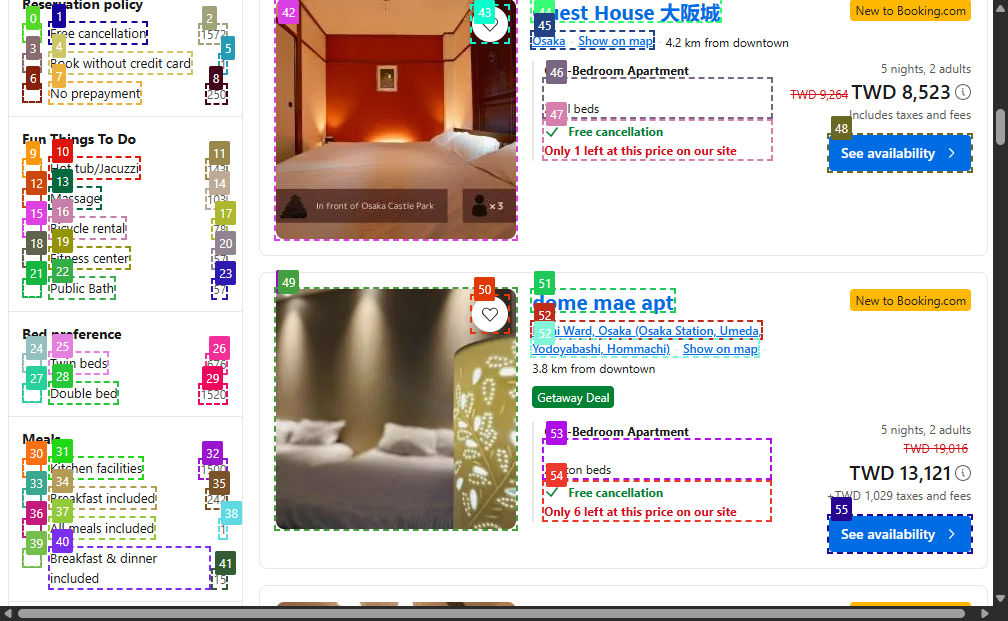 Reservation policy
Free cancellation
1572
Book without credit card
No prepayment
250
Fun Things To Do
Hot tub/Jacuzzi
143
Massage
103
Bicycle rental
Fitness center
57
Public Bath
57
Bed preference
Twin beds
676
Double bed
1520
Meals
Kitchen facilities
1500
Breakfast included
242
All meals included
1
Breakfast & dinner
included
15
In front of Osaka Castle Park
× 3
Guest House 大阪城
New to Booking.com
Osaka · Show on map · 4.2 km from downtown
-Bedroom Apartment
beds
Free cancellation
Only 1 left at this price on our site
5 nights, 2 adults
TWD 9,264 TWD 8,523
Includes taxes and fees
See availability
dome mae apt
New to Booking.com
Ward, Osaka (Osaka Station, Umeda,
Yodoyabashi, Hommachi) · Show on map
3.8 km from downtown
Getaway Deal
-Bedroom Apartment
beds
Free cancellation
Only 6 left at this price on our site
5 nights, 2 adults
TWD 19,016
TWD 13,121
+TWD 1,029 taxes and fees
See availability
0
1
2
3
4
5
6
7
8
9
10
11
12
13
14
15
16
17
18
19
20
21
22
23
24
25
26
27
28
29
30
31
32
33
34
35
36
37
38
39
40
41
42
43
44
45
46
47
48
49
50
51
52
52
53
54
55